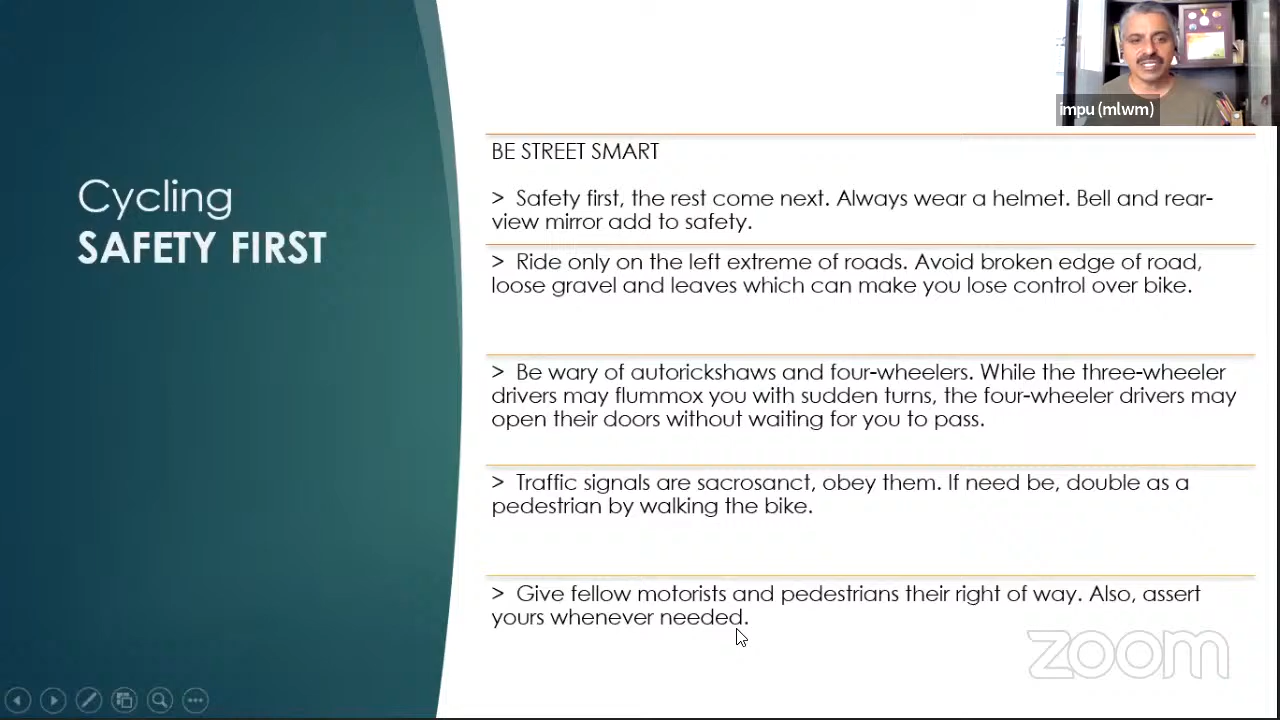 impu (mlwm)
Cycling
SAFETY FIRST
BE STREET SMART
> Safety first, the rest come next. Always wear a helmet. Bell and rear-
view mirror add to safety.
> Ride only on the left extreme of roads. Avoid broken edge of road,
loose gravel and leaves which can make you lose control over bike.
> Be wary of autorickshaws and four-wheelers. While the three-wheeler
drivers may flummox you with sudden turns, the four-wheeler drivers may
open their doors without waiting for you to pass.
> Traffic signals are sacrosanct, obey them. If need be, double as a
pedestrian by walking the bike.
> Give fellow motorists and pedestrians their right of way. Also, assert
yours whenever needed.
zoom